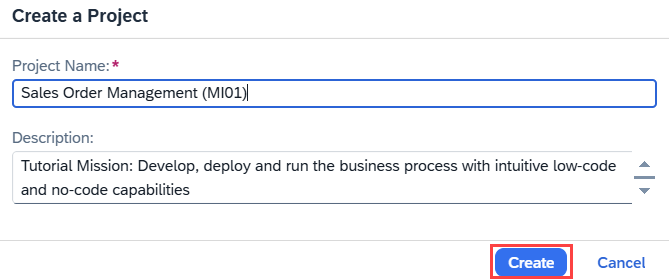 Create a Project
Project Name:*
Sales Order Management (MI01)
Description:
Tutorial Mission: Develop, deploy and run the business process with intuitive low-code
and no-code capabilities
Create Cancel